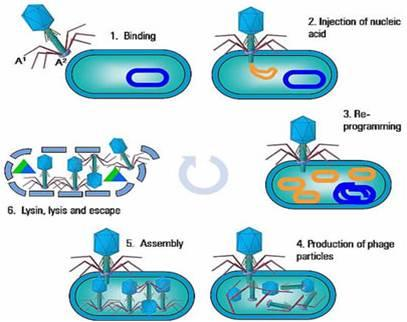 1. Binding
A1 A2
2. Injection of nucleic
acid
3. Re-
programming
4. Production of phage
particles
5. Assembly
6. Lysin, lysis and escape